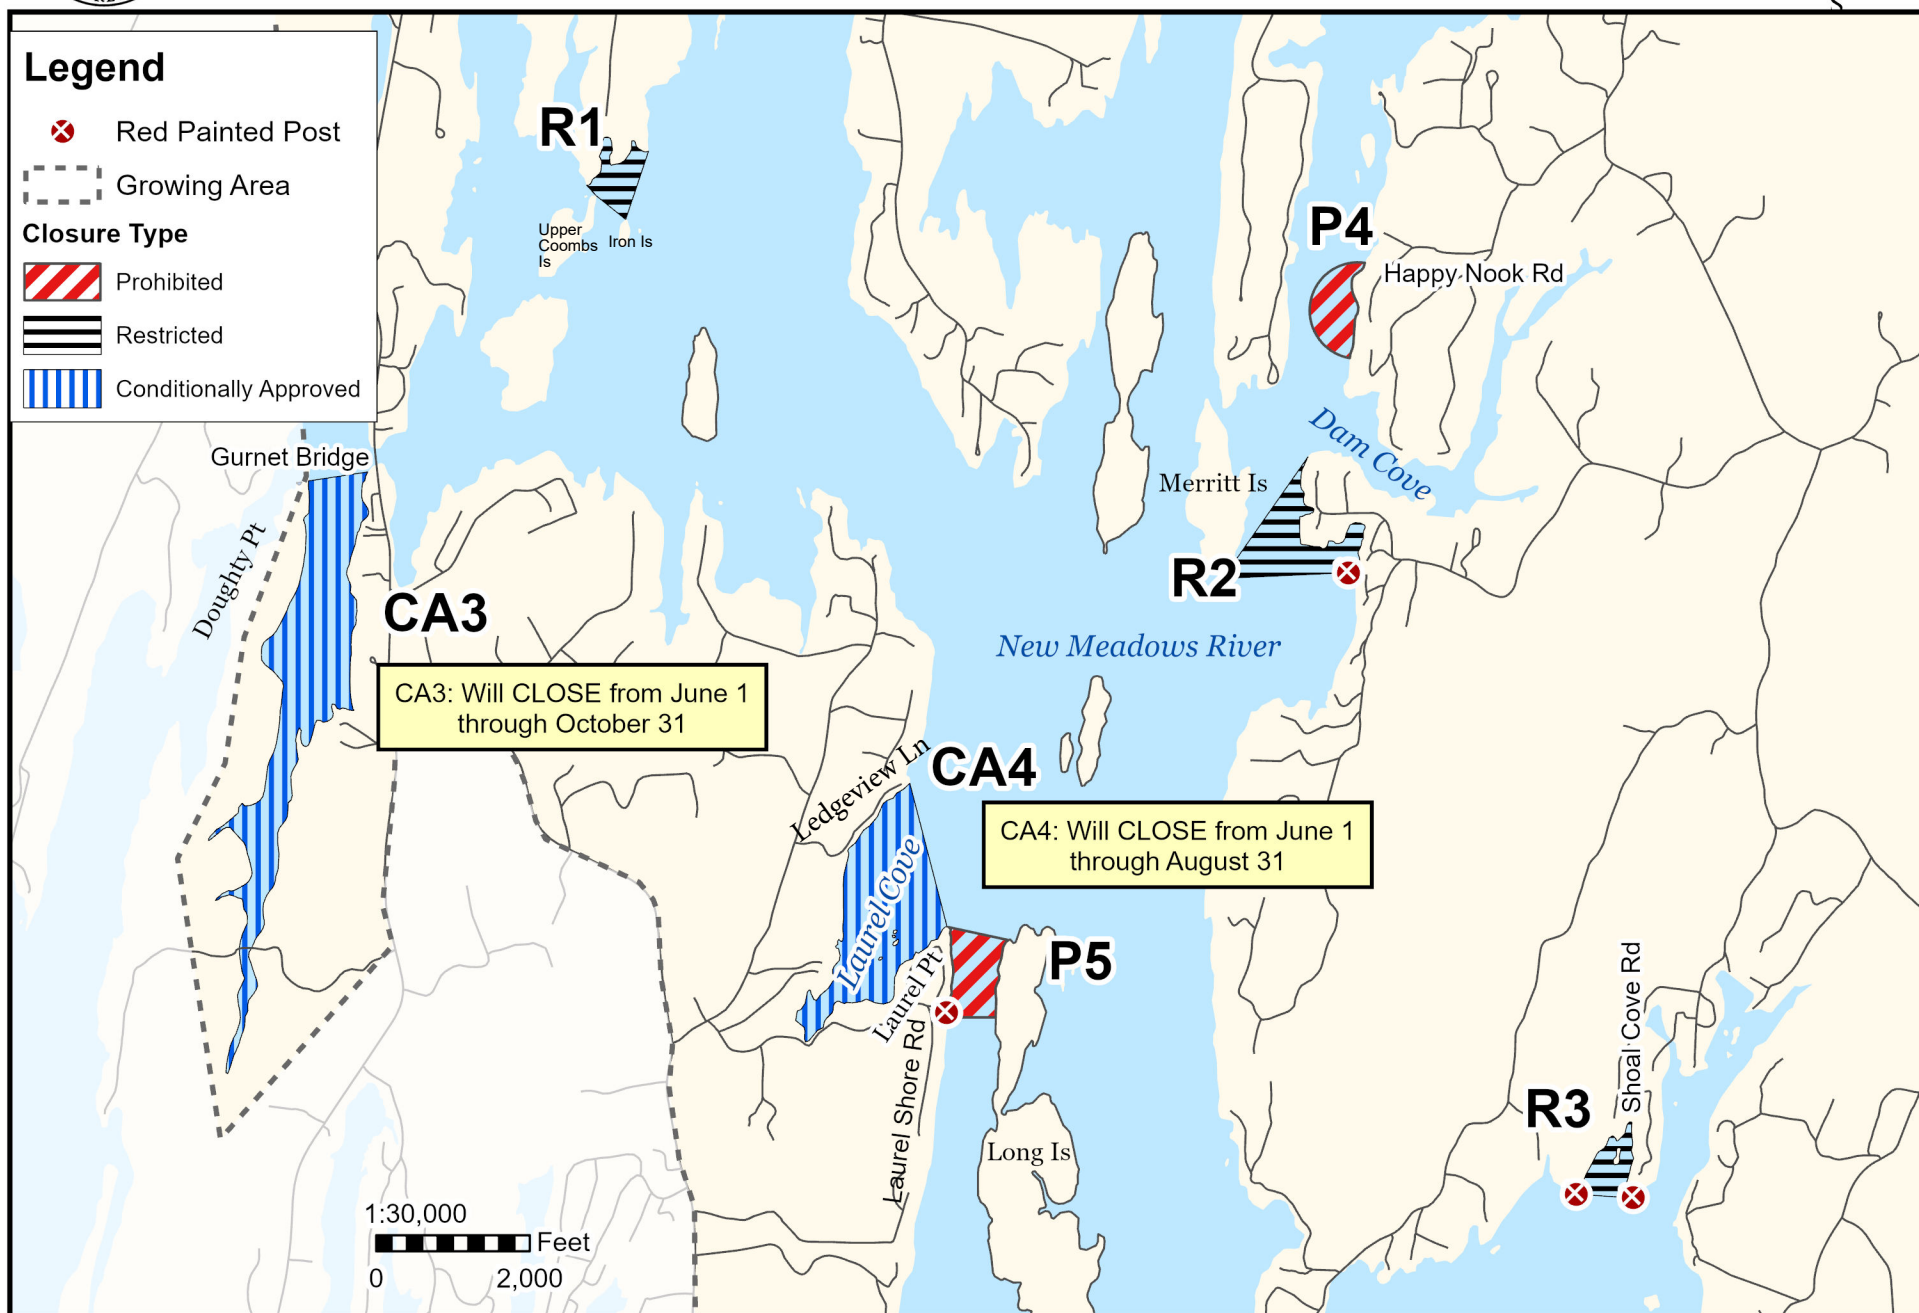 Legend
Red Painted Post
Growing Area
Closure Type
Prohibited
Restricted
Conditionally Approved
R1
Upper
Coombs
Is
Iron Is
P4
Happy Nook Rd
Dam Cove
Gurnet Bridge
Merritt Is
Doughty Pt
R2
CA3
New Meadows River
CA3: Will CLOSE from June 1
through October 31
Ledgeview Ln
CA4
CA4: Will CLOSE from June 1
through August 31
Laurel Cove
Laurel Pt
P5
Laurel Shore Rd
Shoal Cove Rd
R3
Long Is
1:30,000
Feet
0 2,000